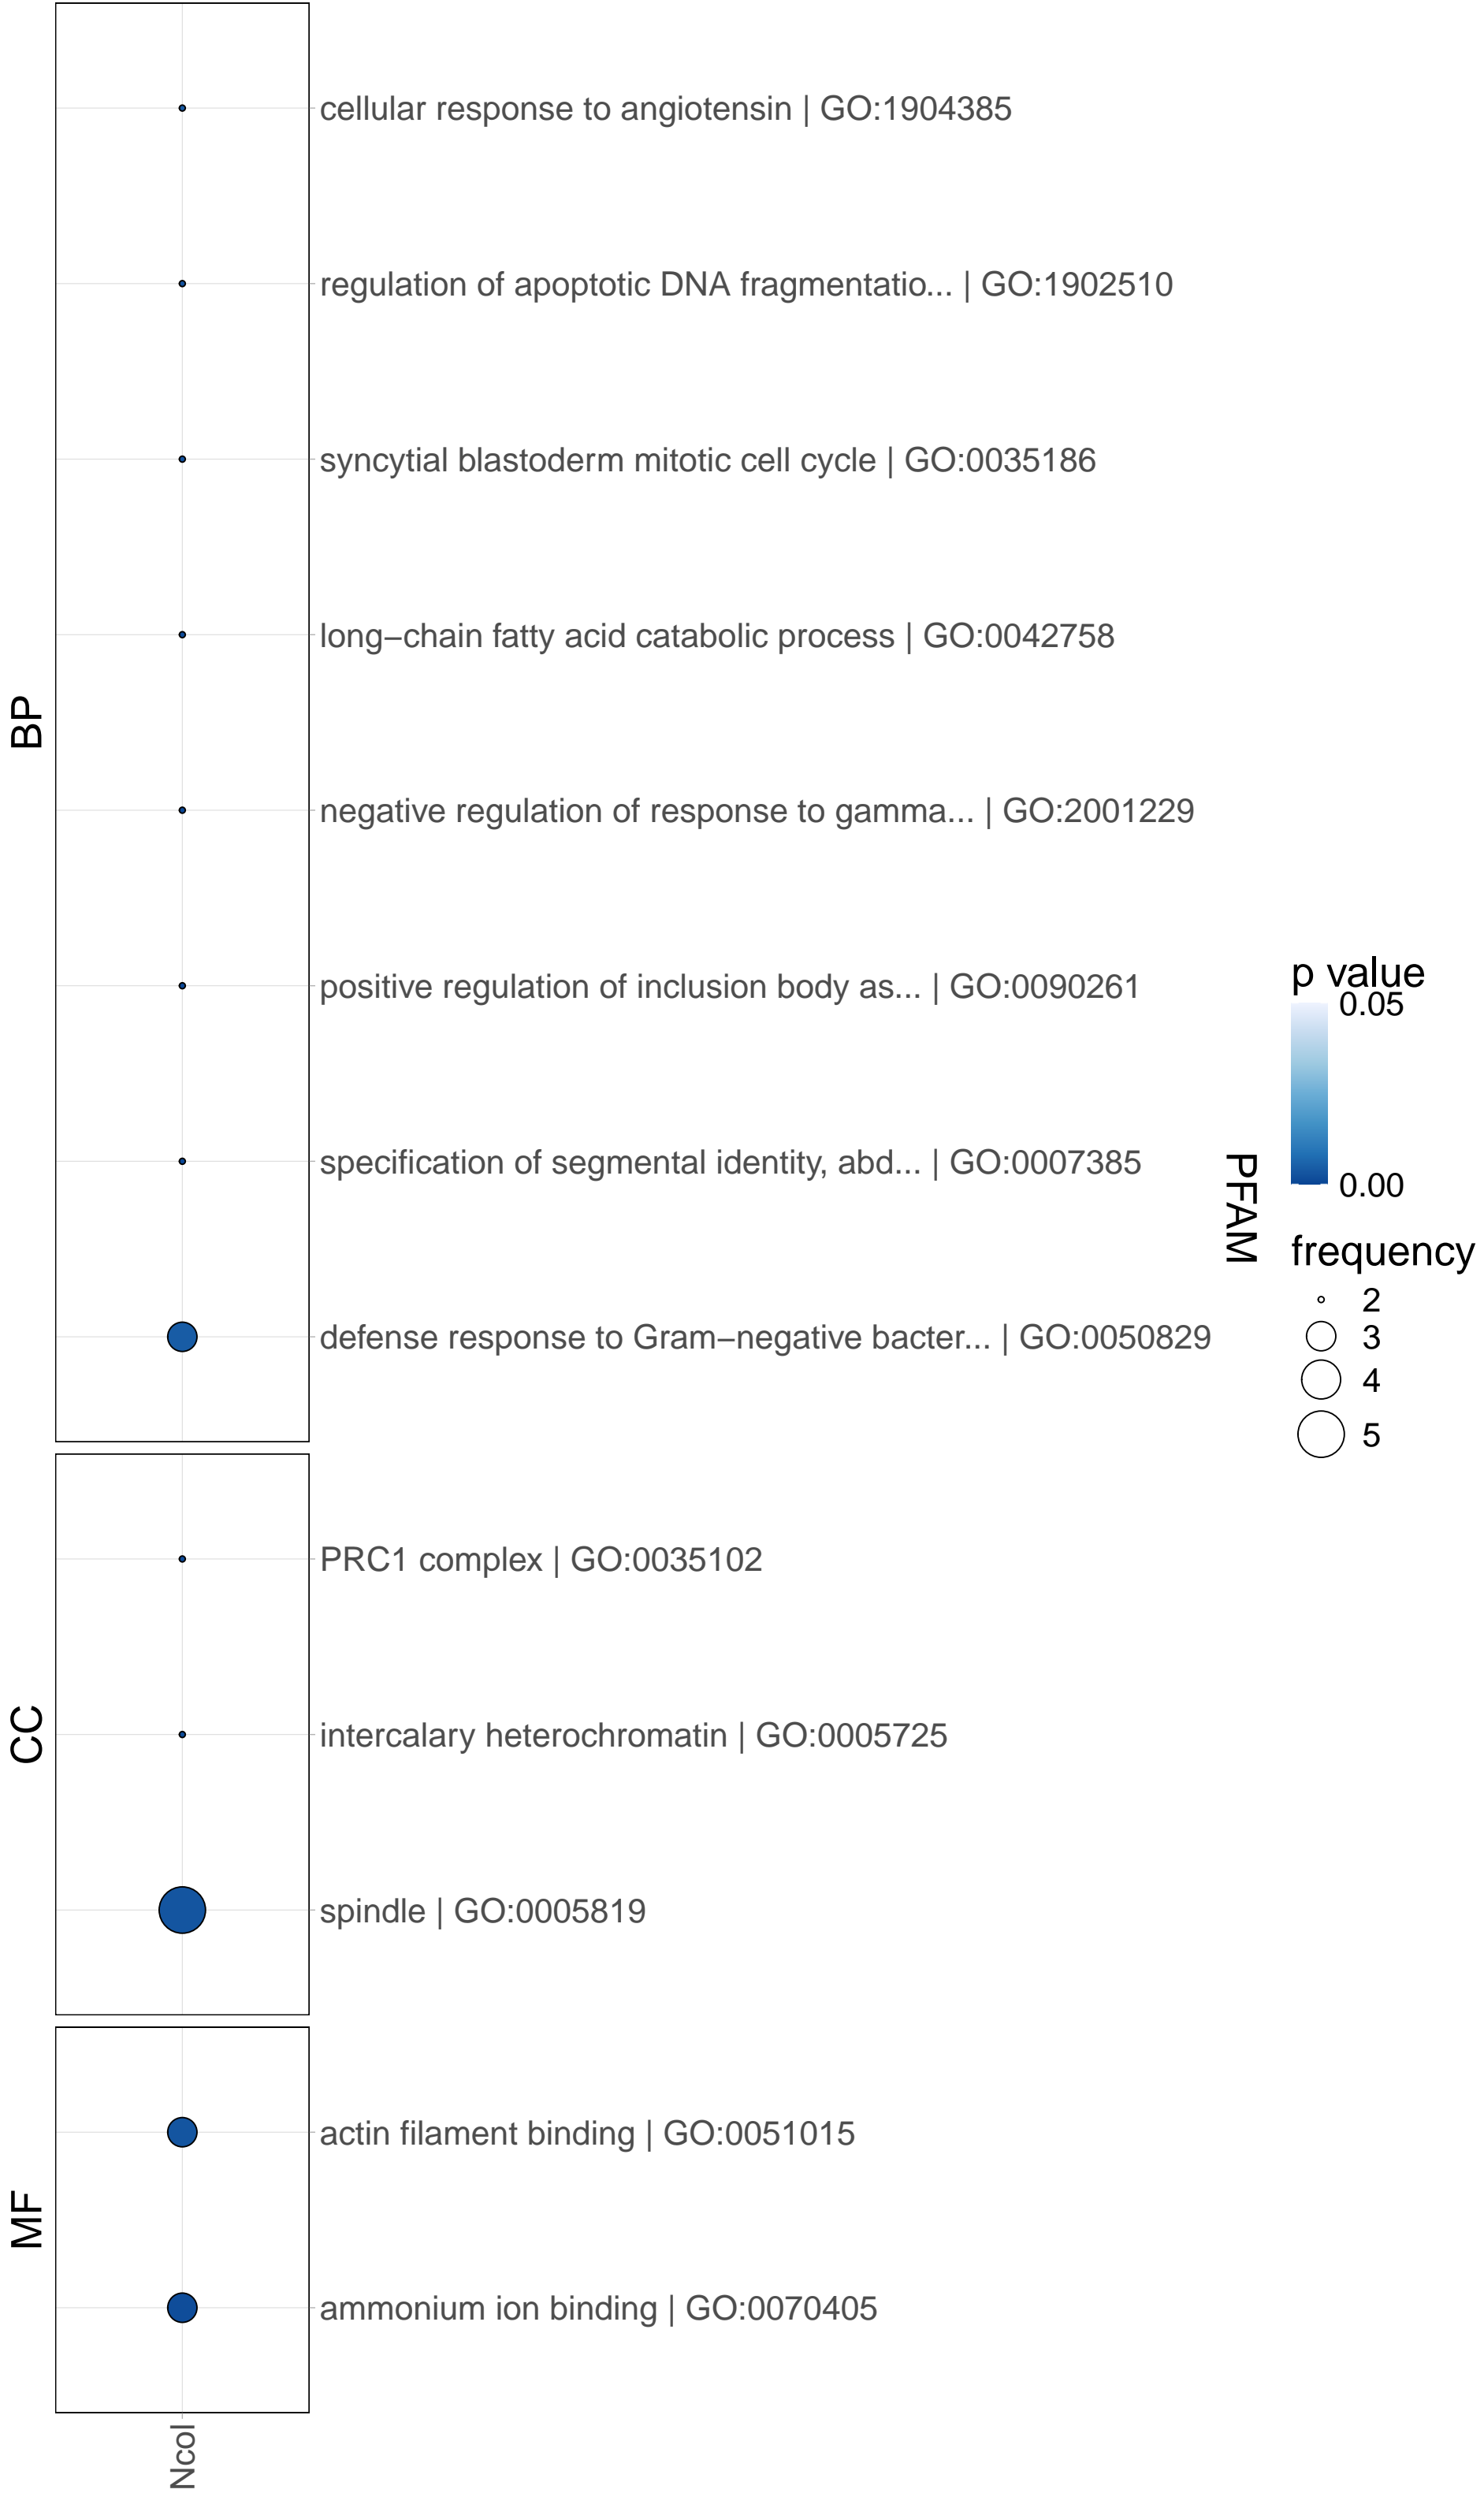 BP
cellular response to angiotensin | GO:1904385
regulation of apoptotic DNA fragmentatio... | GO:1902510
syncytial blastoderm mitotic cell cycle | GO:0035186
long−chain fatty acid catabolic process | GO:0042758
negative regulation of response to gamma... | GO:2001229
positive regulation of inclusion body as... | GO:0090261
specification of segmental identity, abd... | GO:0007385
defense response to Gram−negative bacter... | GO:0050829
CC
PRC1 complex | GO:0035102
intercalary heterochromatin | GO:0005725
spindle | GO:0005819
MF
actin filament binding | GO:0051015
ammonium ion binding | GO:0070405
Ncol
PFAM
p value
0.05
0.00
frequency
2
3
4
5